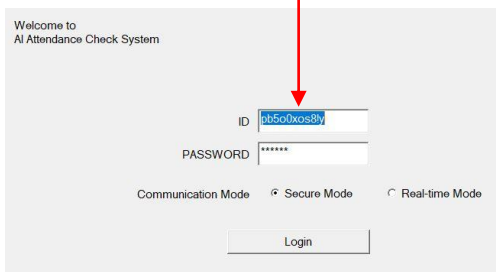 Welcome to
AI Attendance Check System
ID pb5o0xos8ly
PASSWORD ******
Communication Mode Secure Mode Real-time Mode
Login